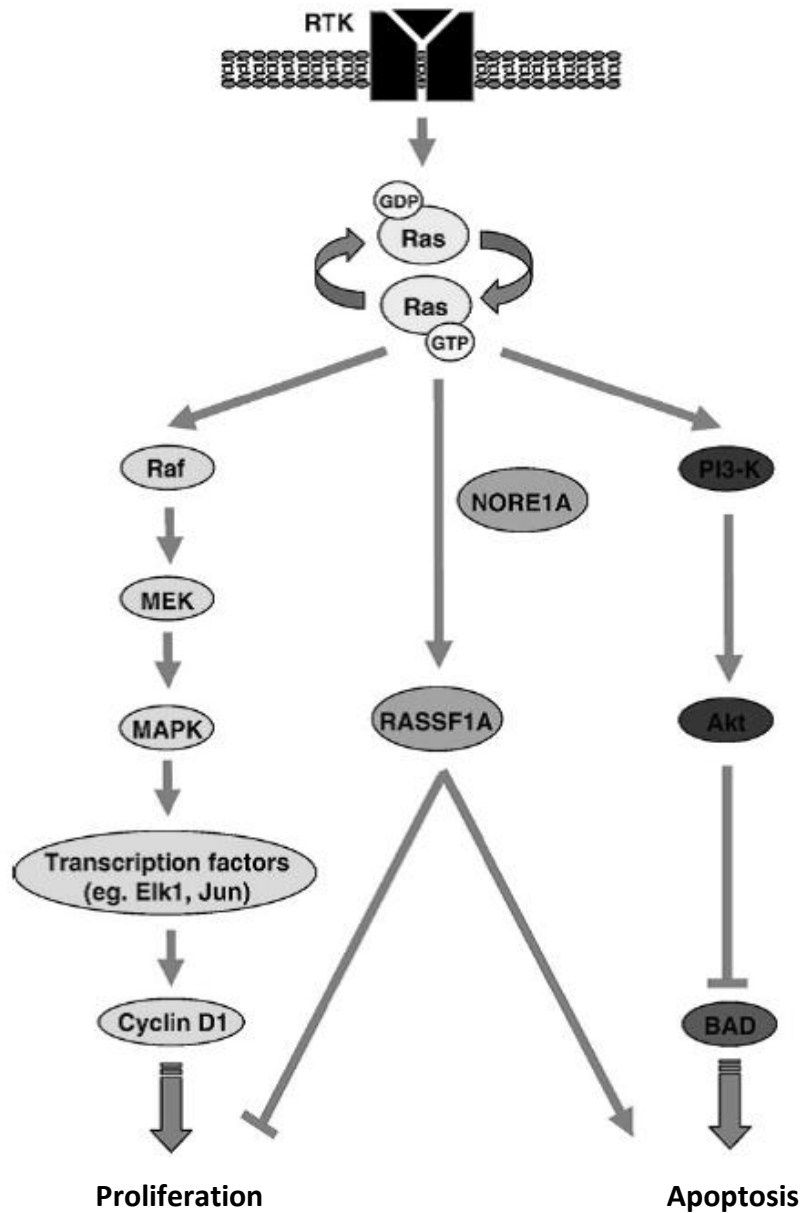 RTK
GDP
Ras
Ras
GTP
Raf
PI3-K
NORE1A
MEK
MAPK
RASSF1A
Akt
Transcription factors
(eg. Elk1, Jun)
Cyclin D1
BAD
Proliferation
Apoptosis